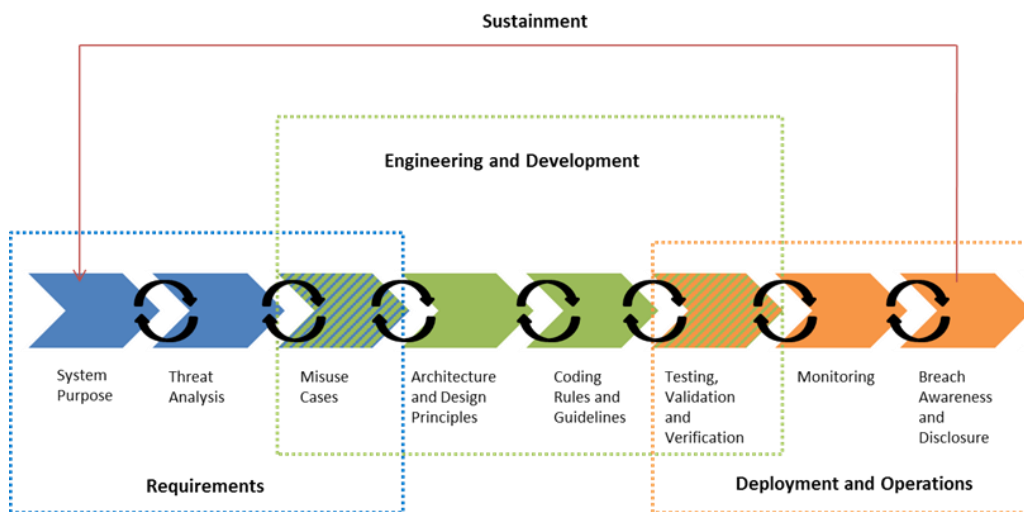 Sustainment
Engineering and Development
System
Purpose
Threat
Analysis
Misuse
Cases
Architecture
and Design
Principles
Coding
Rules and
Guidelines
Testing,
Validation
and
Verification
Monitoring
Breach
Awareness
and
Disclosure
Requirements
Deployment and Operations